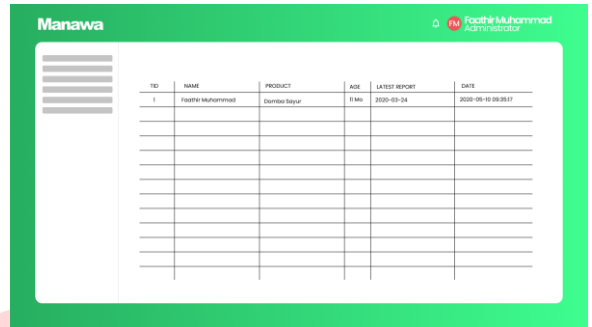 Manawa
FM Faathir Muhammad
Administrator
TID NAME PRODUCT AGE LATEST REPORT DATE
1 Faathir Muhammad Domba Sayur 11 Mo 2020-03-24 2020-05-10 09:35:17